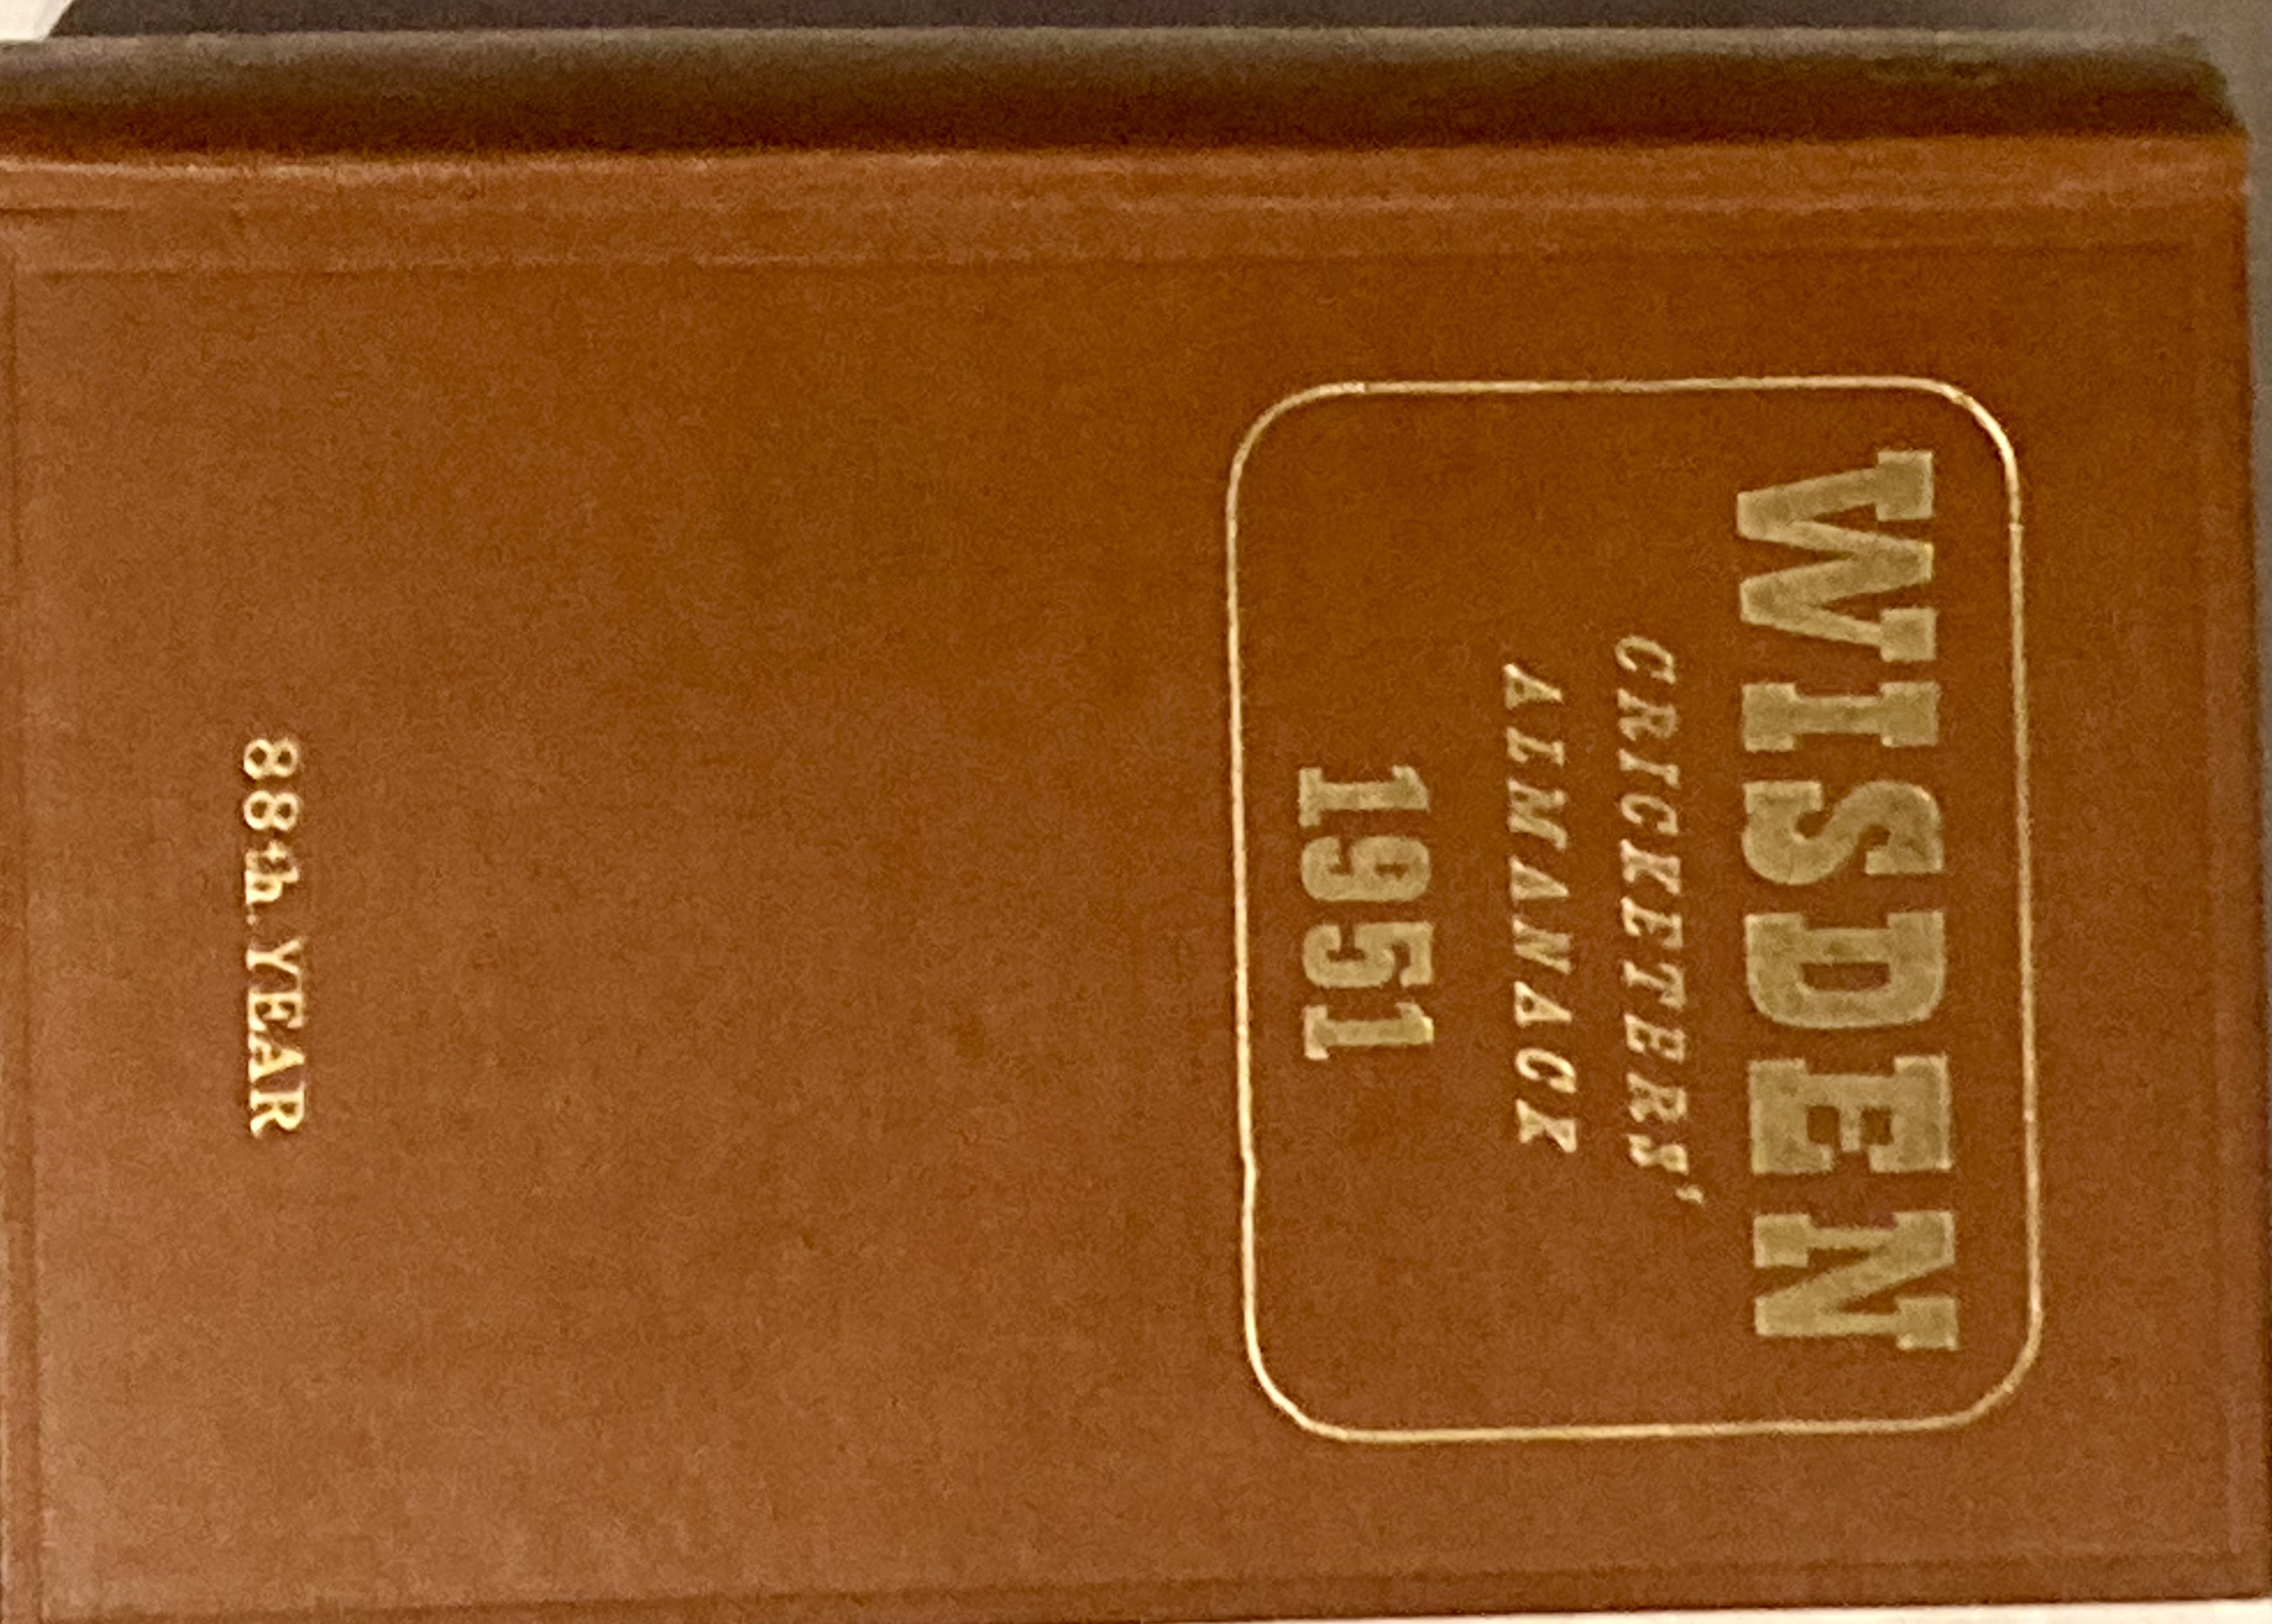 WISDEN
CRICKETERS'
ALMANACK
1951
88th. YEAR